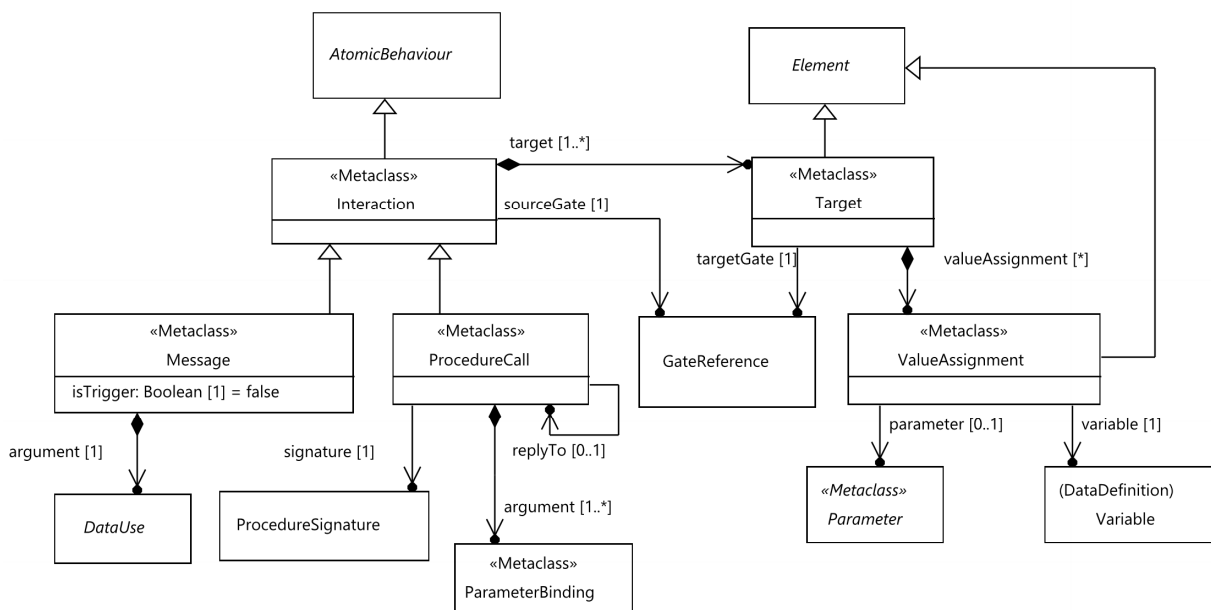 AtomicBehaviour
Element
target [1..*]
«Metaclass»
Interaction
«Metaclass»
Target
sourceGate [1]
targetGate [1]
valueAssignment [*]
«Metaclass»
Message
isTrigger: Boolean [1] = false
«Metaclass»
ProcedureCall
GateReference
«Metaclass»
ValueAssignment
argument [1]
signature [1]
replyTo [0..1]
parameter [0..1]
variable [1]
DataUse
ProcedureSignature
argument [1..*]
«Metaclass»
Parameter
(DataDefinition)
Variable
«Metaclass»
ParameterBinding